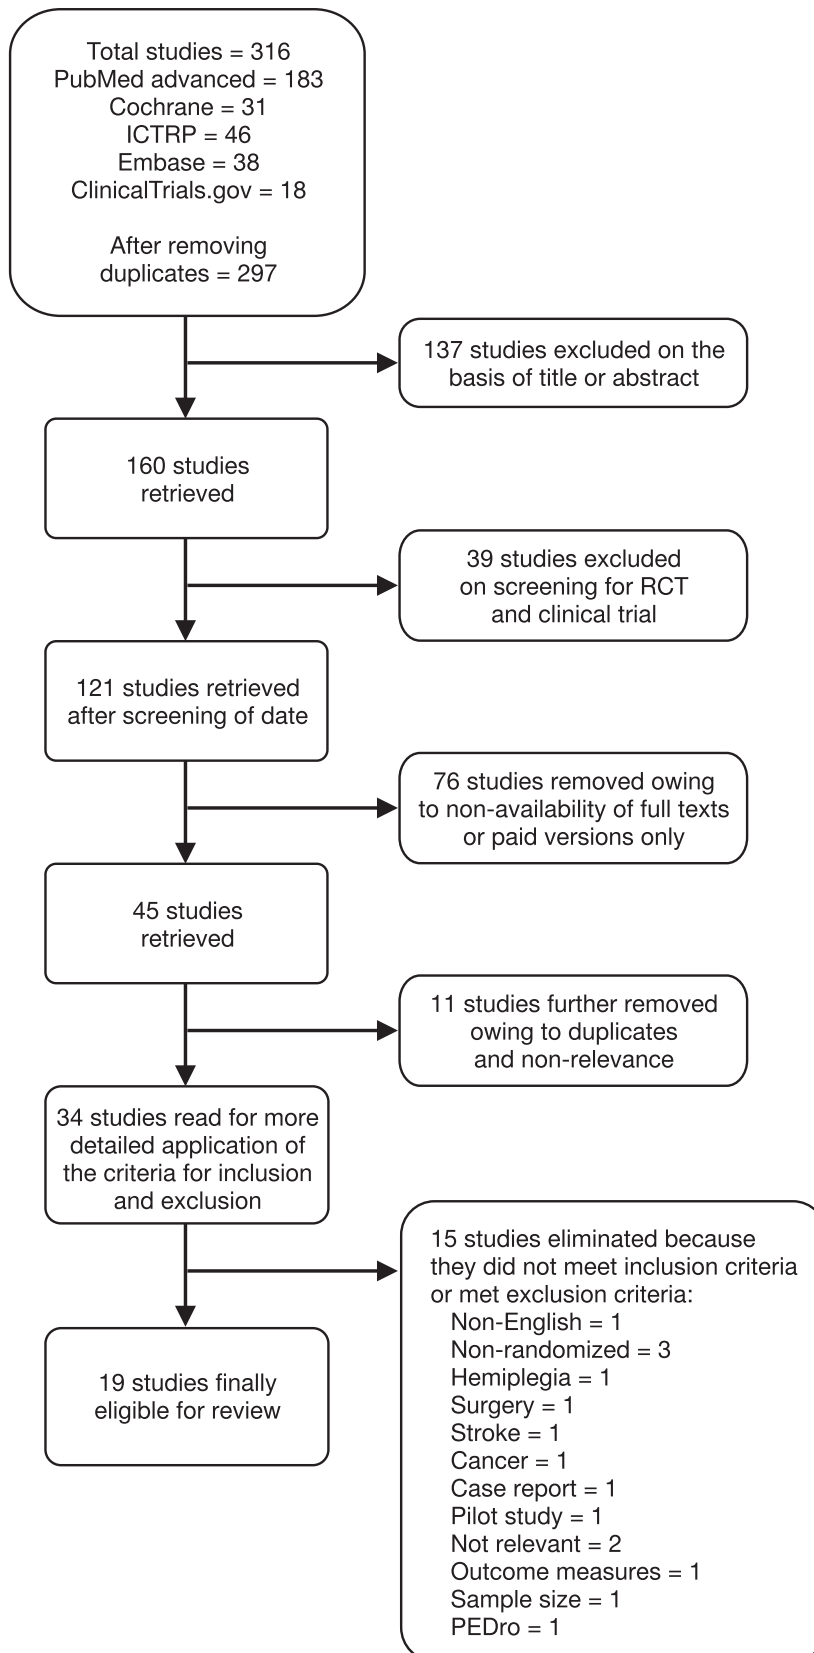 Total studies = 316
PubMed advanced = 183
Cochrane = 31
ICTRP = 46
Embase = 38
ClinicalTrials.gov = 18
After removing
duplicates = 297
137 studies excluded on the
basis of title or abstract
160 studies
retrieved
39 studies excluded
on screening for RCT
and clinical trial
121 studies retrieved
after screening of date
76 studies removed owing
to non-availability of full texts
or paid versions only
45 studies
retrieved
11 studies further removed
owing to duplicates
and non-relevance
34 studies read for more
detailed application of
the criteria for inclusion
and exclusion
15 studies eliminated because
they did not meet inclusion criteria
or met exclusion criteria:
Non-English = 1
Non-randomized = 3
Hemiplegia = 1
Surgery = 1
Stroke = 1
Cancer = 1
Case report = 1
Pilot study = 1
Not relevant = 2
Outcome measures = 1
Sample size = 1
PEDro = 1
19 studies finally
eligible for review